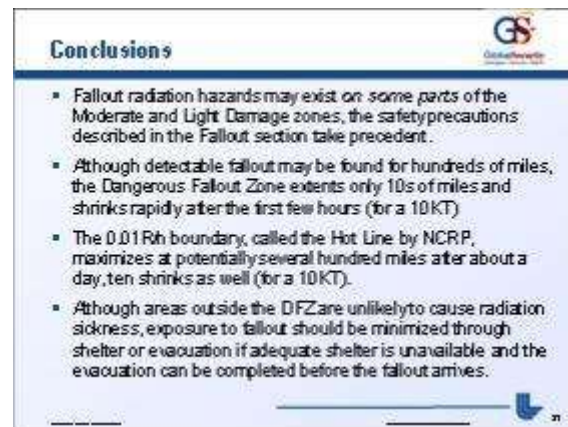 Conclusions
GS
▪ Fallout radiation hazards may exist on some parts of the
Moderate and Light Damage zones, the safety precautions
described in the Fallout section take precedent.
▪ Although detectable fallout may be found for hundreds of miles,
the Dangerous Fallout Zone extents only 10s of miles and
shrinks rapidly after the first few hours (for a 10KT)
▪ The 0.01R/h boundary, called the Hot Line by NCRP,
maximizes at potentially several hundred miles after about a
day, ten shrinks as well (for a 10KT).
▪ Although areas outside the DFZ are unlikely to cause radiation
sickness, exposure to fallout should be minimized through
shelter or evacuation if adequate shelter is unavailable and the
evacuation can be completed before the fallout arrives.